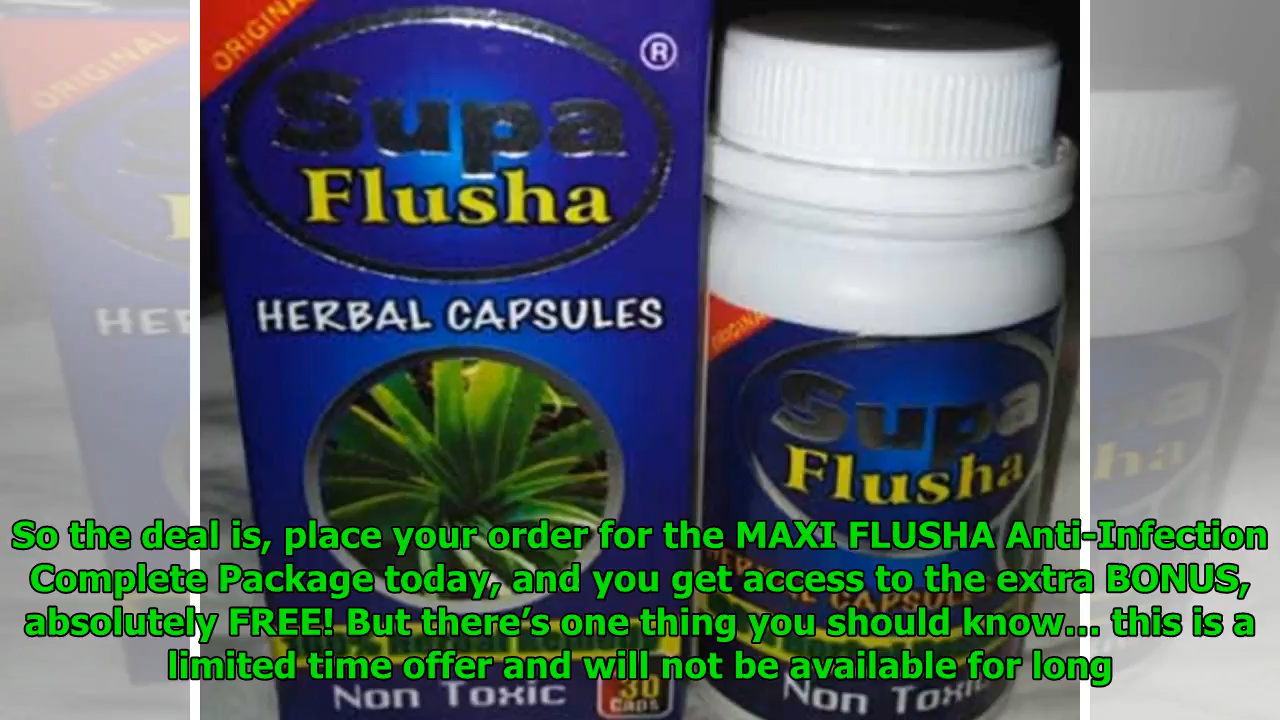 ORIGINAL
ORIGINAL
Supa
®
Flusha
HERBAL CAPSULES
ORIGINAL
Supa
Flusha
So the deal is, place your order for the MAXI FLUSHA Anti-Infection
Complete Package today, and you get access to the extra BONUS,
absolutely FREE! But there’s one thing you should know... this is a
limited time offer and will not be available for long
Non Toxic
30
Caps
Non Toxic